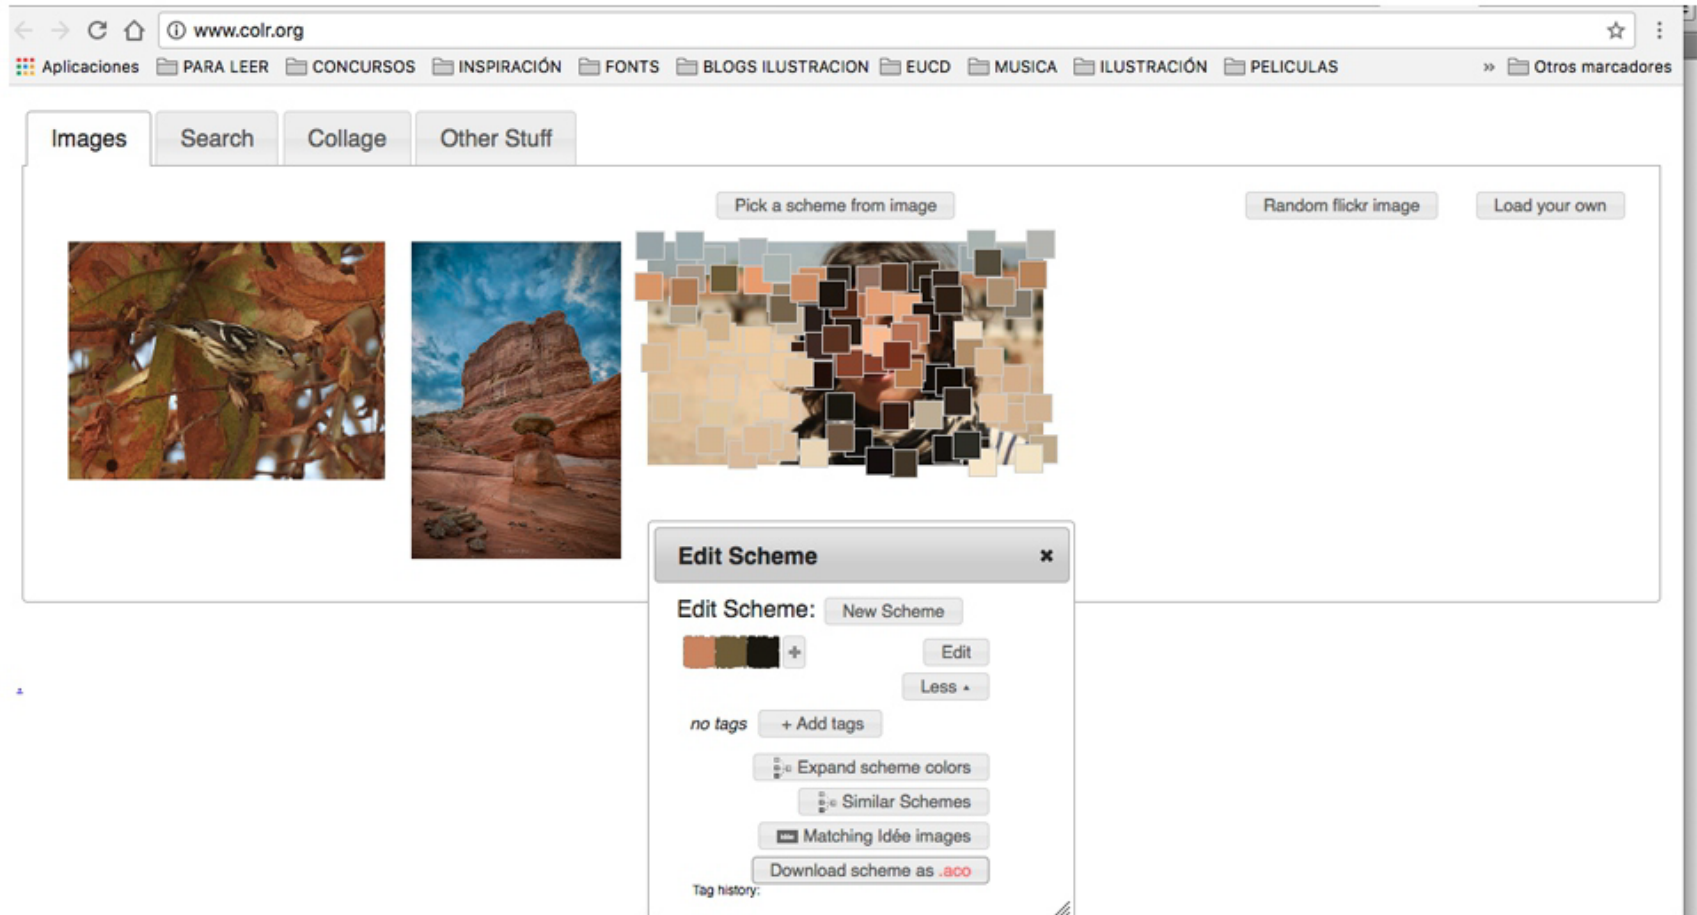 www.colr.org
Aplicaciones PARA LEER CONCURSOS INSPIRACIÓN FONTS BLOGS ILUSTRACION EUCD MUSICA ILUSTRACIÓN PELICULAS » Otros marcadores
Images Search Collage Other Stuff
Pick a scheme from image Random flickr image Load your own
Edit Scheme
Edit Scheme: New Scheme
Edit
Less
no tags + Add tags
Expand scheme colors
Similar Schemes
Matching Idée images
Download scheme as .aco
Tag history: